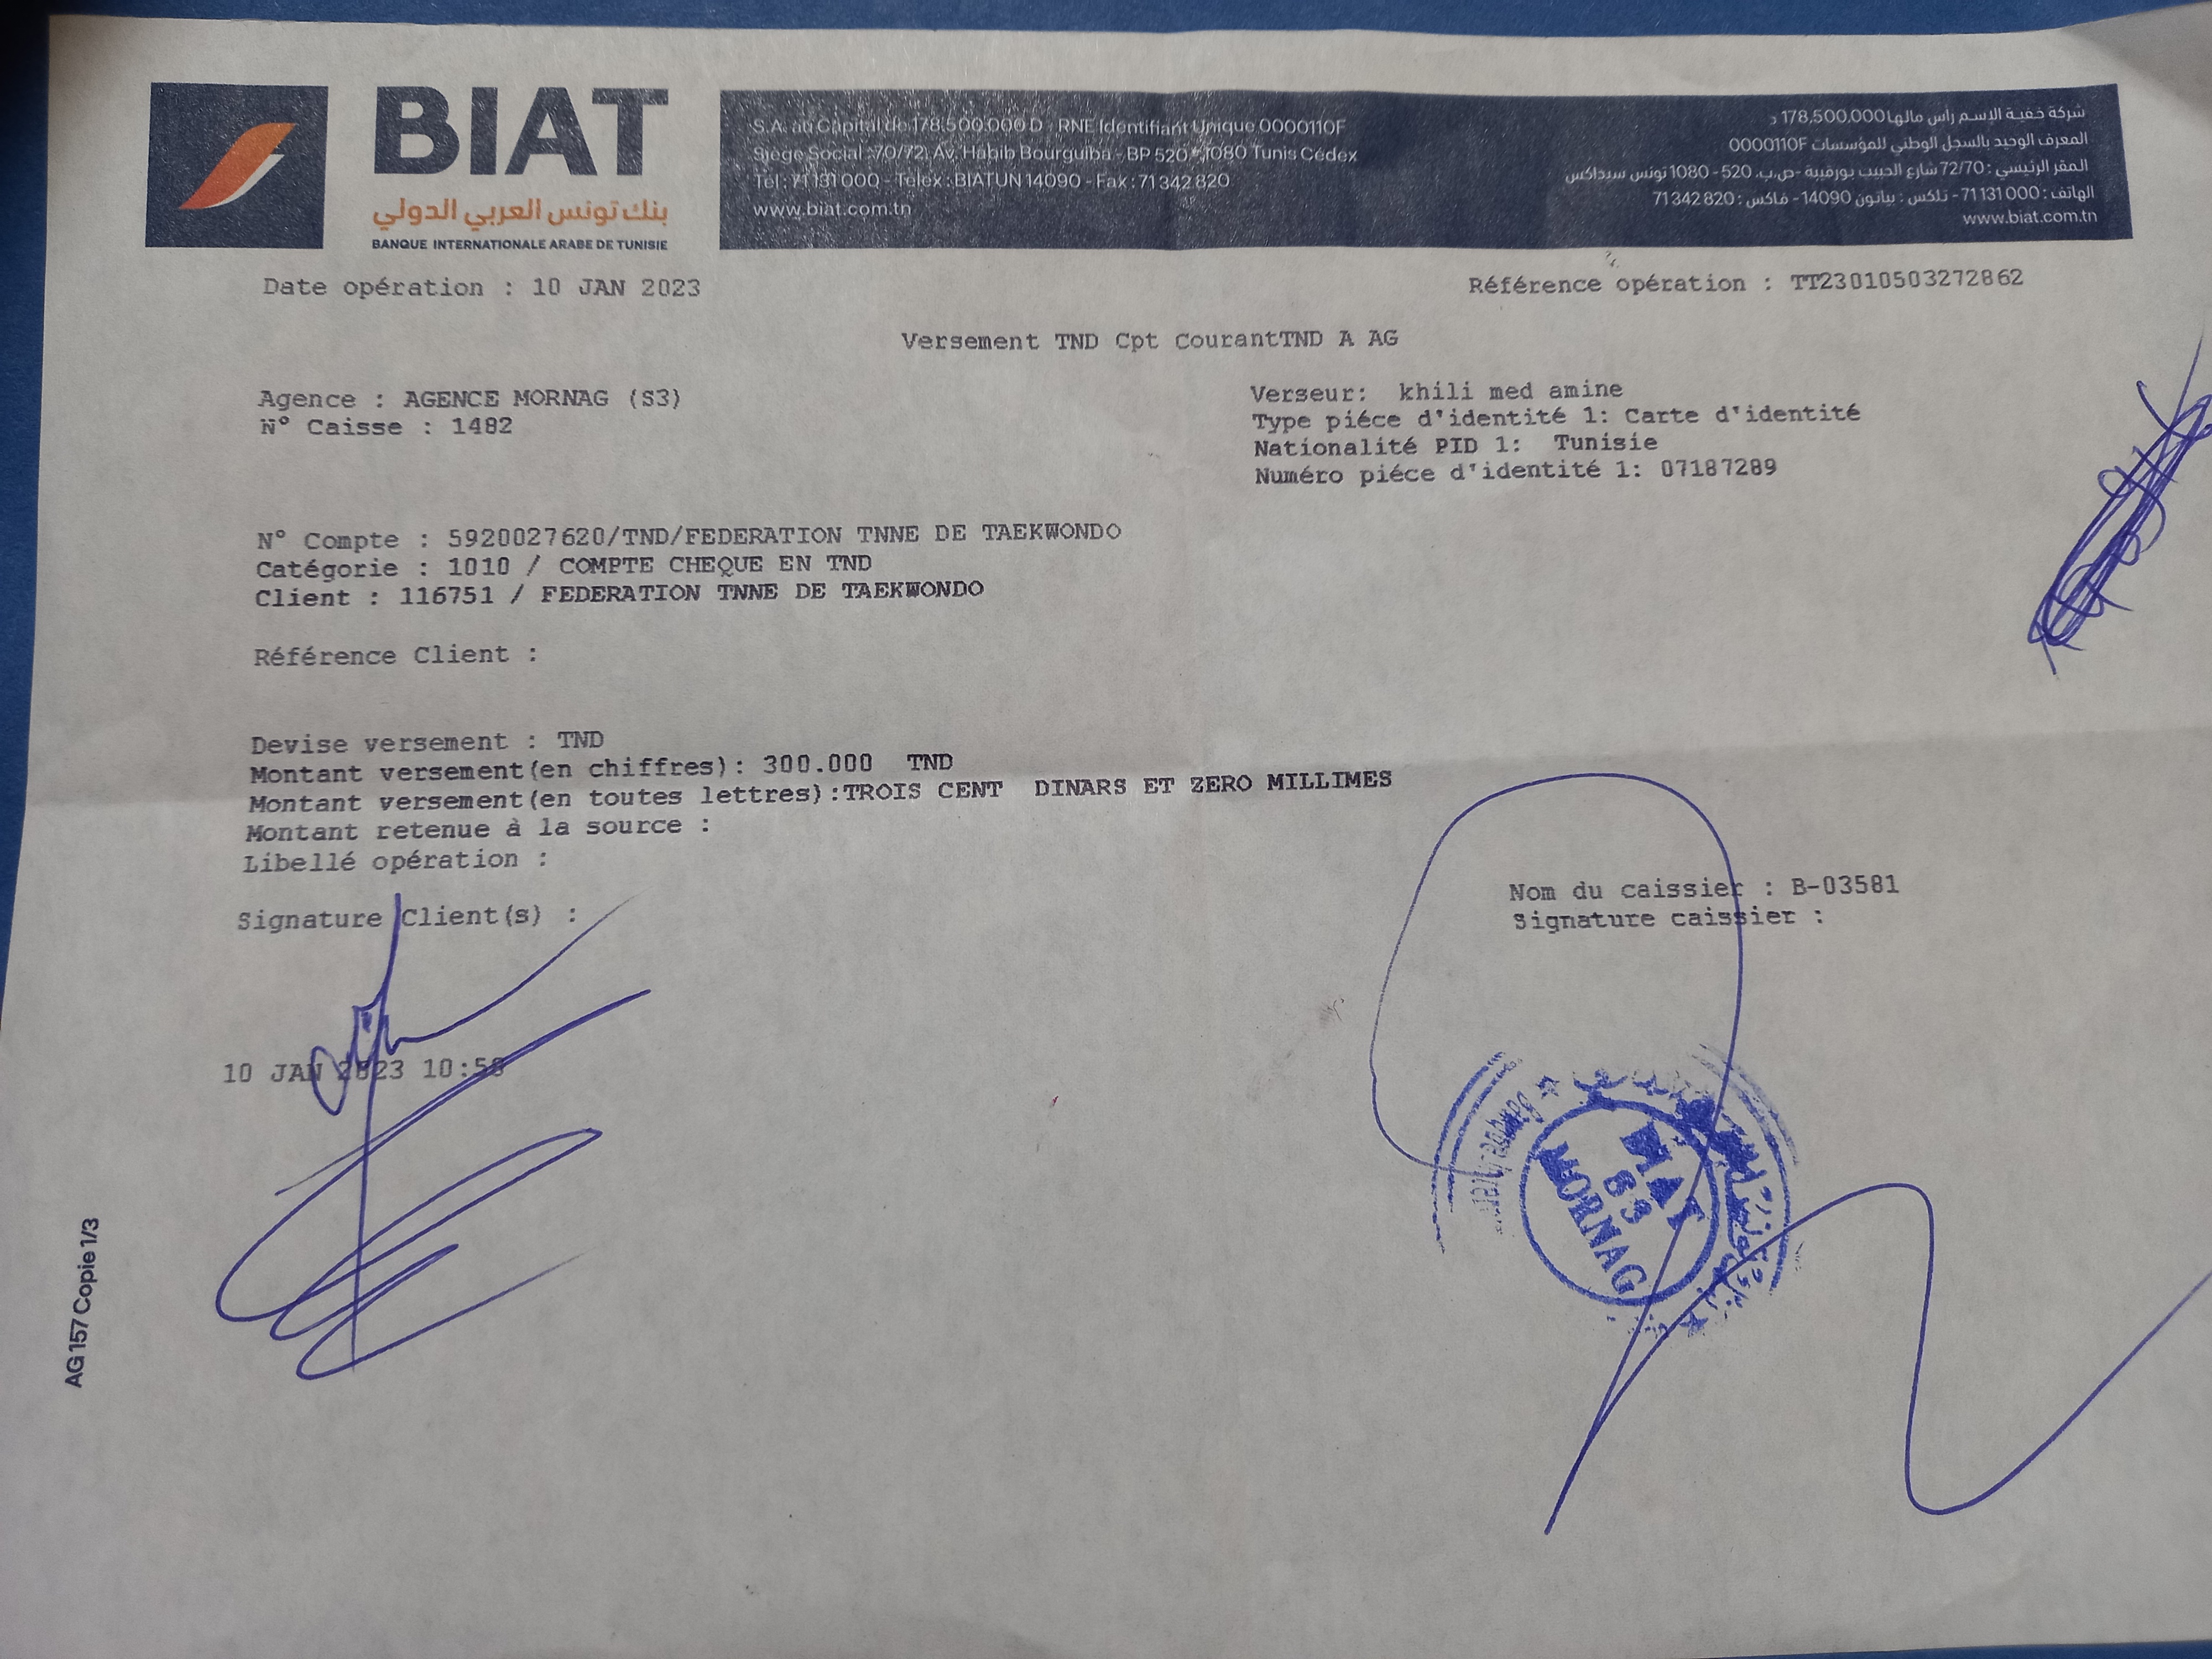 BIAT
بنك تونس العربي الدولي
BANQUE INTERNATIONALE ARABE DE TUNISIE
S.A. au Capital de 178.500.000 D - RNE Identifiant Unique 0000110F
Siège Social : 70/72, Av. Habib Bourguiba - BP 520 - 1080 Tunis Cédex
Tél : 71 131 000 - Télex : BIATUN 14090 - Fax : 71 342 820
www.biat.com.tn
شركة خفية الإسم رأس مالها 178,500,000 د
المعرف الوحيد بالسجل الوطني للمؤسسات 0000110F
المقر الرئيسي : 72/70 شارع الحبيب بورقيبة -ص.ب. 520 - 1080 تونس سيداكس
الهاتف : 71131000 - تلكس : بياتون 14090 - فاكس : 71342820
www.biat.com.tn
Date opération : 10 JAN 2023
Référence opération : TT23010503272862
Versement TND Cpt CourantTND A AG
Agence : AGENCE MORNAG (S3)
N° Caisse : 1482
Verseur: khili med amine
Type piéce d'identité 1: Carte d'identité
Nationalité PID 1: Tunisie
Numéro piéce d'identité 1: 07187289
N° Compte : 5920027620/TND/FEDERATION TNNE DE TAEKWONDO
Catégorie : 1010 / COMPTE CHEQUE EN TND
Client : 116751 / FEDERATION TNNE DE TAEKWONDO
Référence Client :
Devise versement : TND
Montant versement(en chiffres): 300.000 TND
Montant versement(en toutes lettres):TROIS CENT DINARS ET ZERO MILLIMES
Montant retenue à la source :
Libellé opération :
Signature Client(s) :
Nom du caissier : B-03581
Signature caissier :
10 JAN 2023 10:58
BIAT
63
MORNAG
AG 157 Copie 1/3